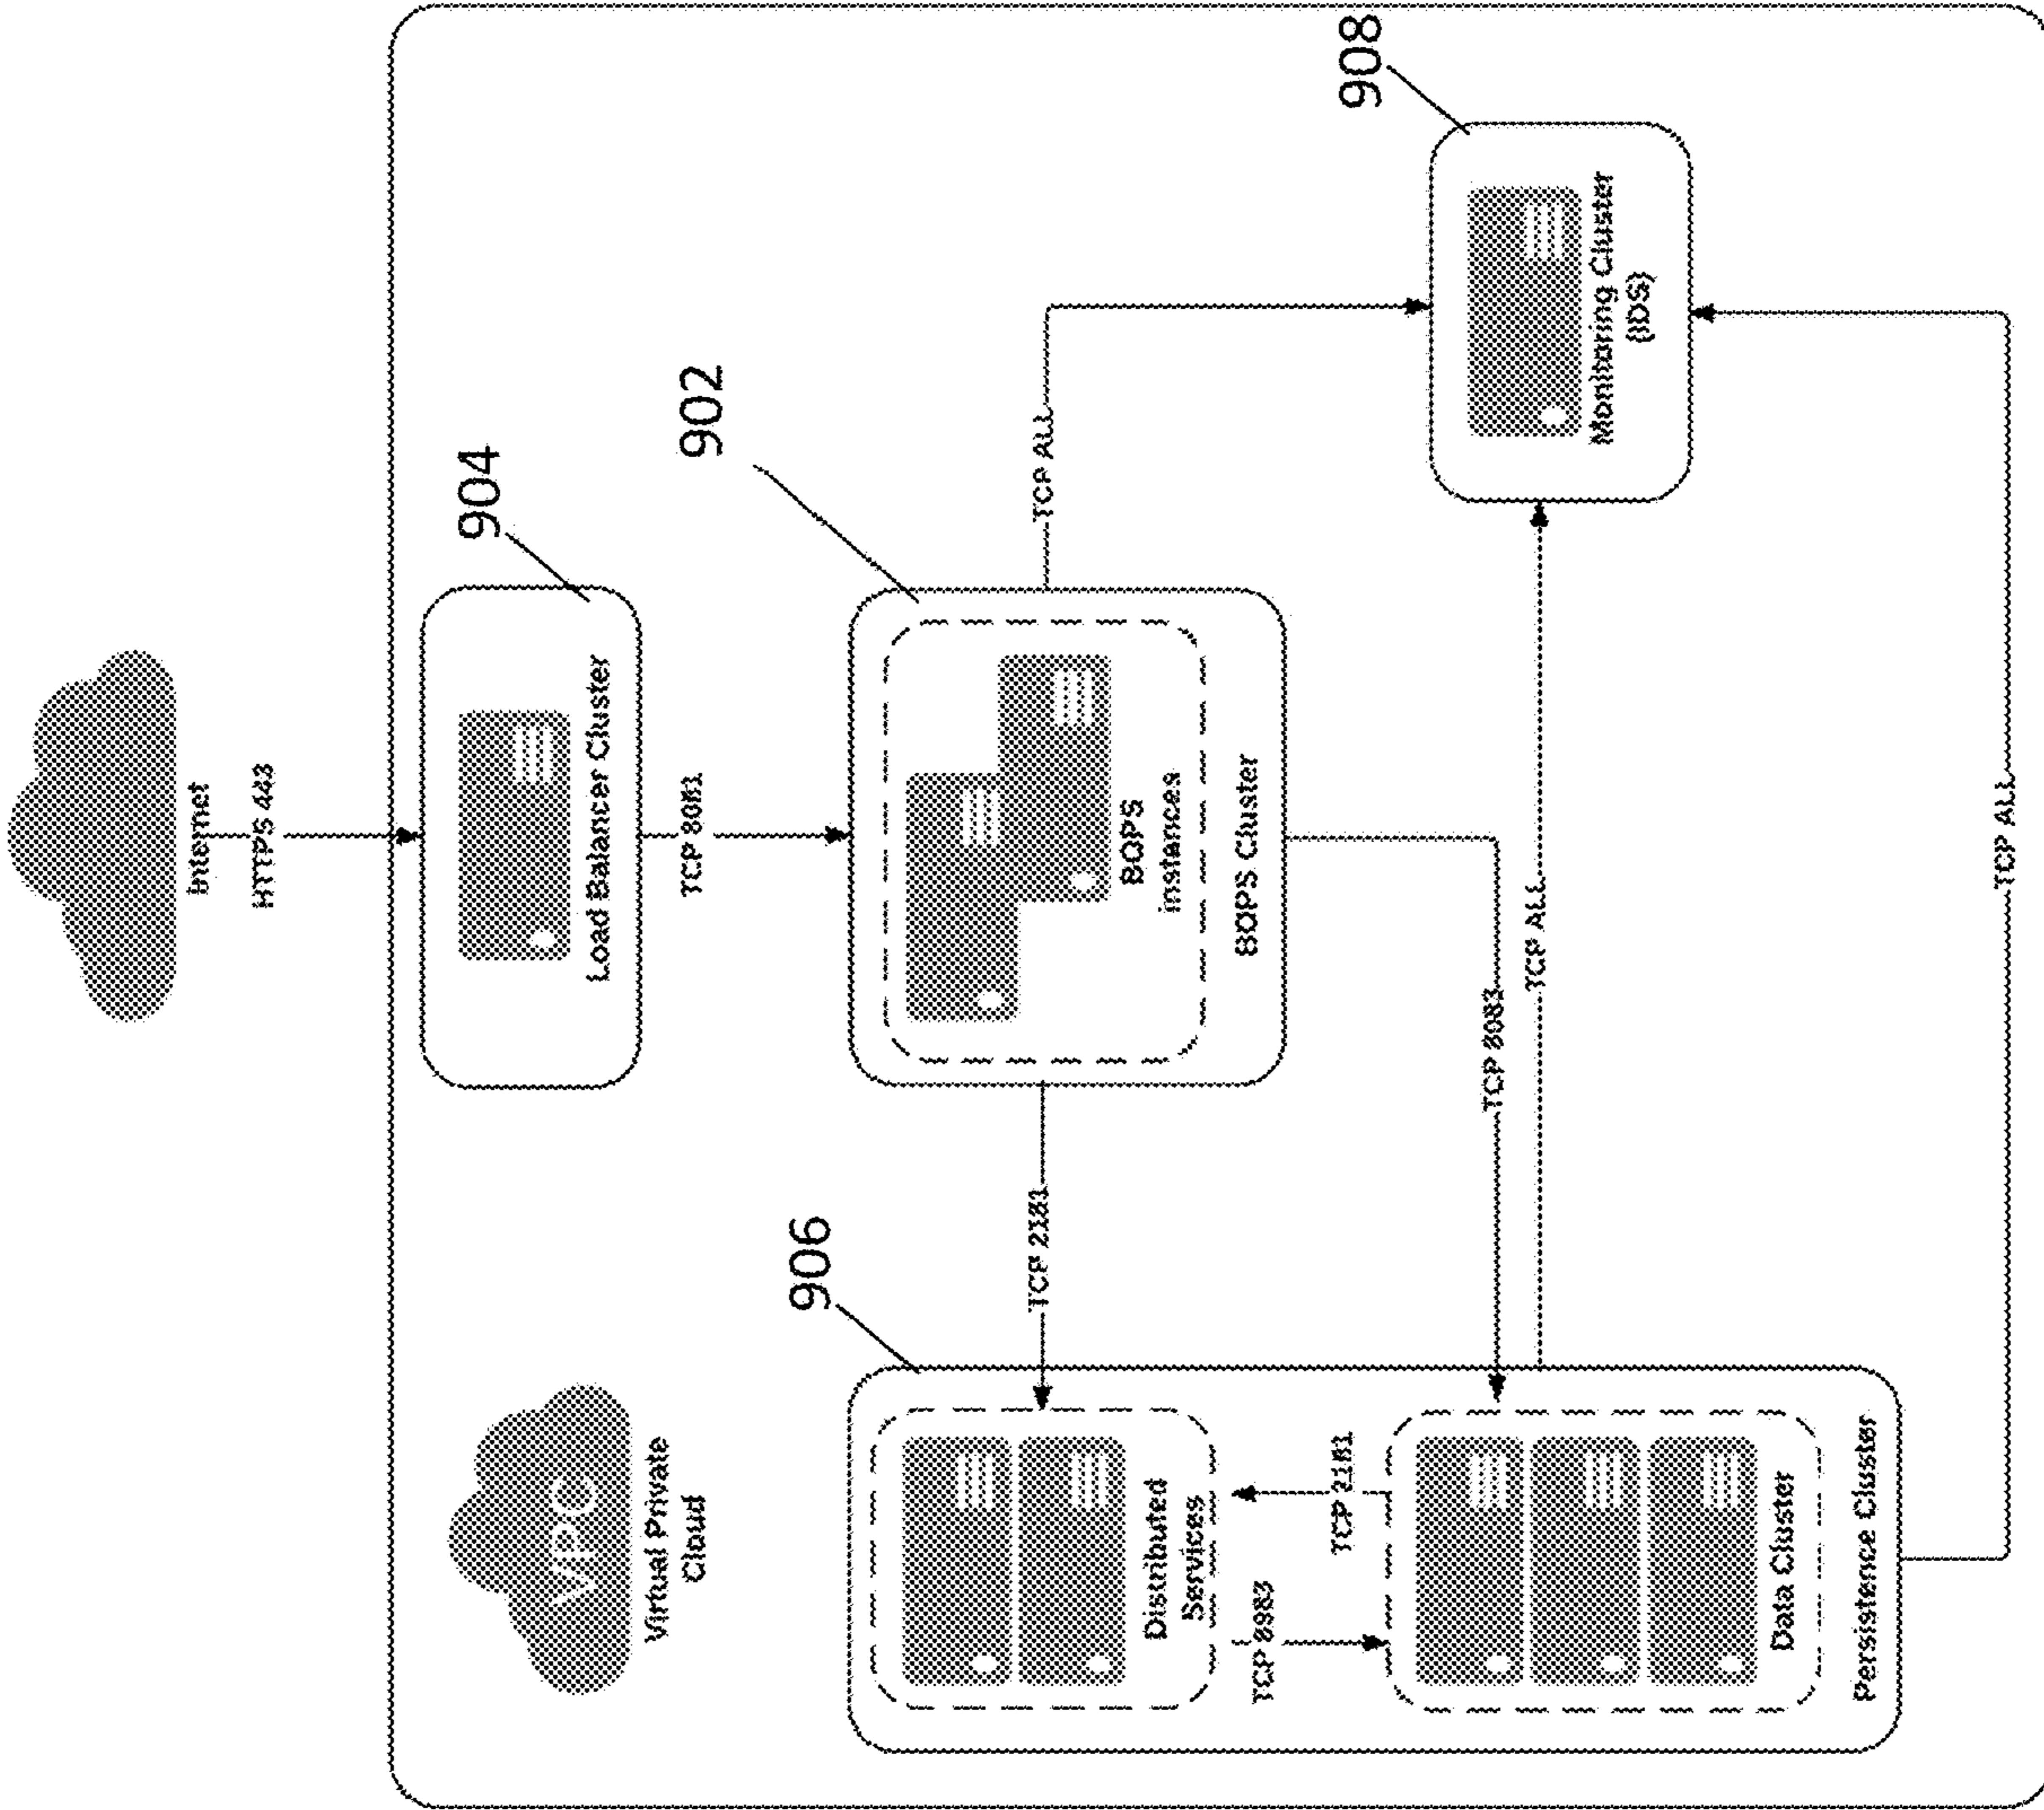 Internet
HTTPS 443
VPC
Virtual Private
Cloud
904
Load Balancer Cluster
TCP 8081
902
906
BOPS
instances
BOPS Cluster
TCP 2181
TCP ALL
908
Distributed
Services
TCP 8983
TCP 2181
TCP 8083
TCP ALL
Monitoring Cluster
(IDS)
Data Cluster
Persistence Cluster
TCP ALL